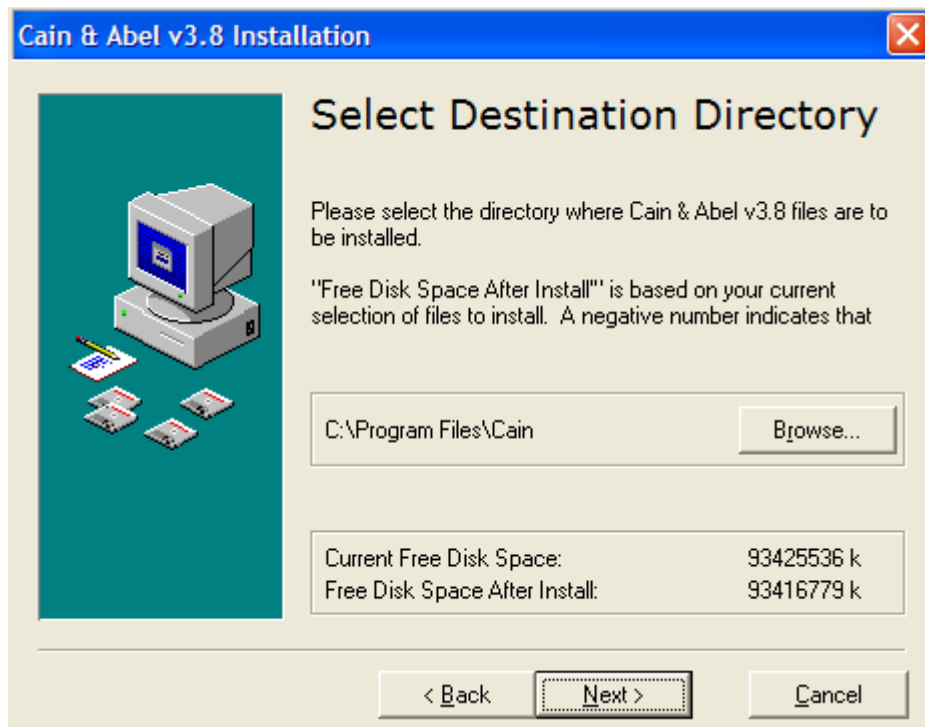 Cain & Abel v3.8 Installation
Select Destination Directory
Please select the directory where Cain & Abel v3.8 files are to
be installed.
"Free Disk Space After Install"' is based on your current
selection of files to install.  A negative number indicates that
C:\Program Files\Cain
Browse...
Current Free Disk Space: 93425536 k
Free Disk Space After Install: 93416779 k
< Back Next > Cancel